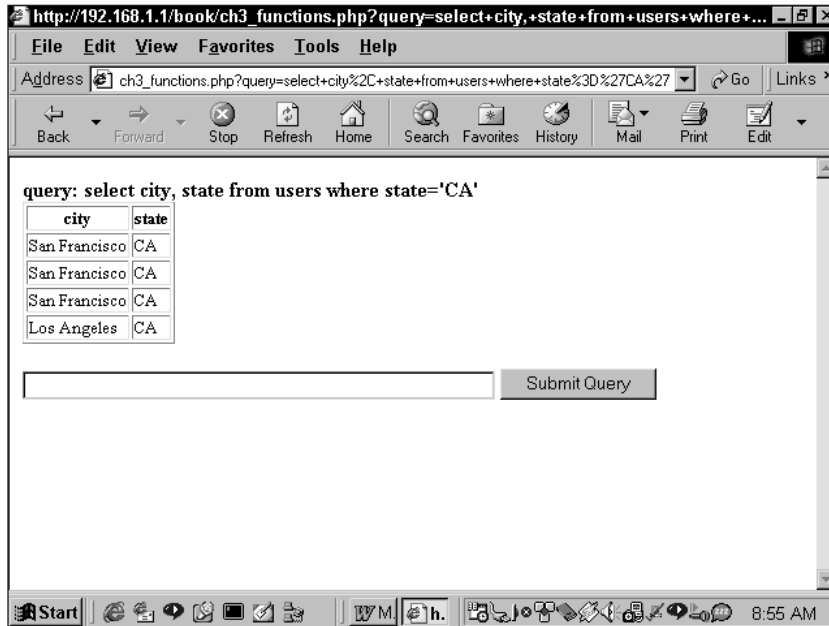 http://192.168.1.1/book/ch3_functions.php?query=select+city,+state+from+users+where+...
File Edit View Favorites Tools Help
Address ch3_functions.php?query=select+city%2C+state+from+users+where+state%3D%27CA%27 Go Links
Back Forward Stop Refresh Home Search Favorites History Mail Print Edit
query: select city, state from users where state='CA'
city state
San Francisco CA
San Francisco CA
San Francisco CA
Los Angeles CA
Submit Query
Start M. h. 8:55 AM